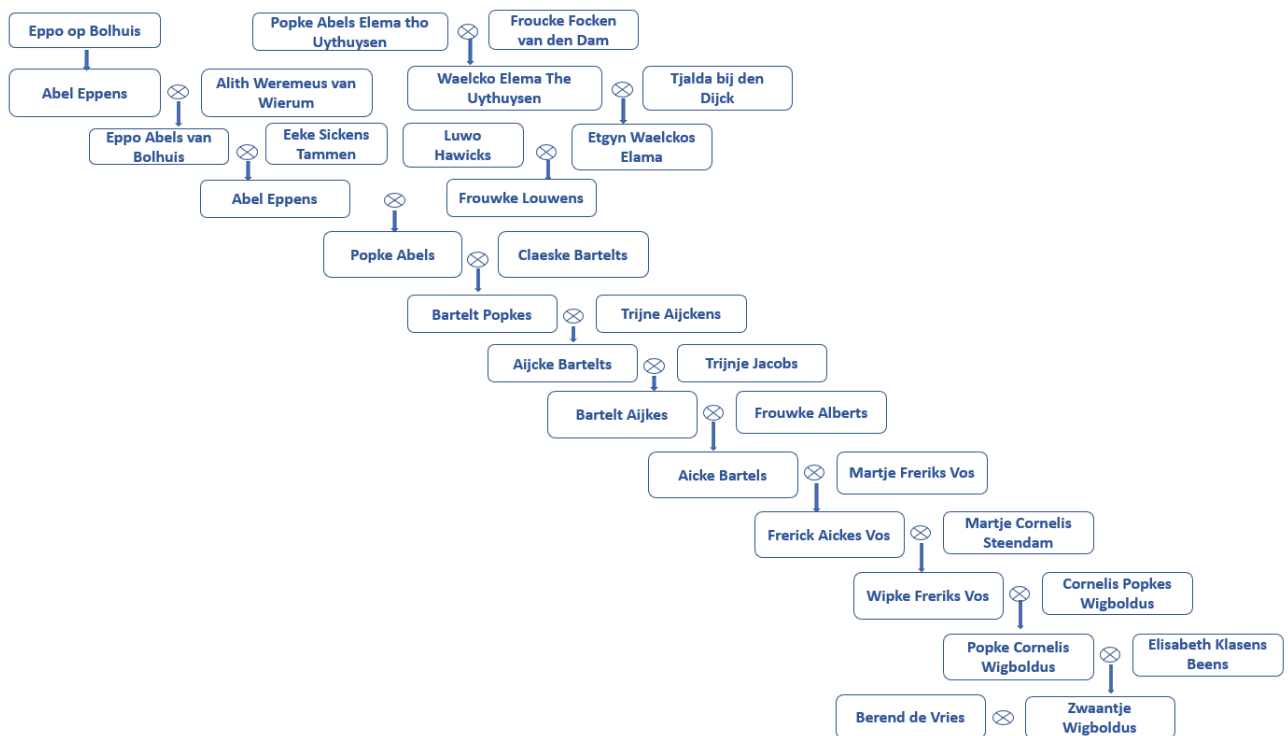 Eppo op Bolhuis
Popke Abels Elema tho
Uythuysen
Froucke Focken
van den Dam
Abel Eppens
Alith Weremeus van
Wierum
Waelcko Elema The
Uythuysen
Tjalda bij den
Dijck
Eppo Abels van
Bolhuis
Eeke Sickens
Tammen
Luwo
Hawicks
Etgyn Waelckos
Elama
Abel Eppens
Frouwke Louwens
Popke Abels
Claeske Bartelts
Bartelt Popkes
Trijne Aijckens
Aijcke Bartelts
Trijnje Jacobs
Bartelt Aijkes
Frouwke Alberts
Aicke Bartels
Martje Freriks Vos
Frerick Aickes Vos
Martje Cornelis
Steendam
Wipke Freriks Vos
Cornelis Popkes
Wigboldus
Popke Cornelis
Wigboldus
Elisabeth Klasens
Beens
Berend de Vries
Zwaantje
Wigboldus